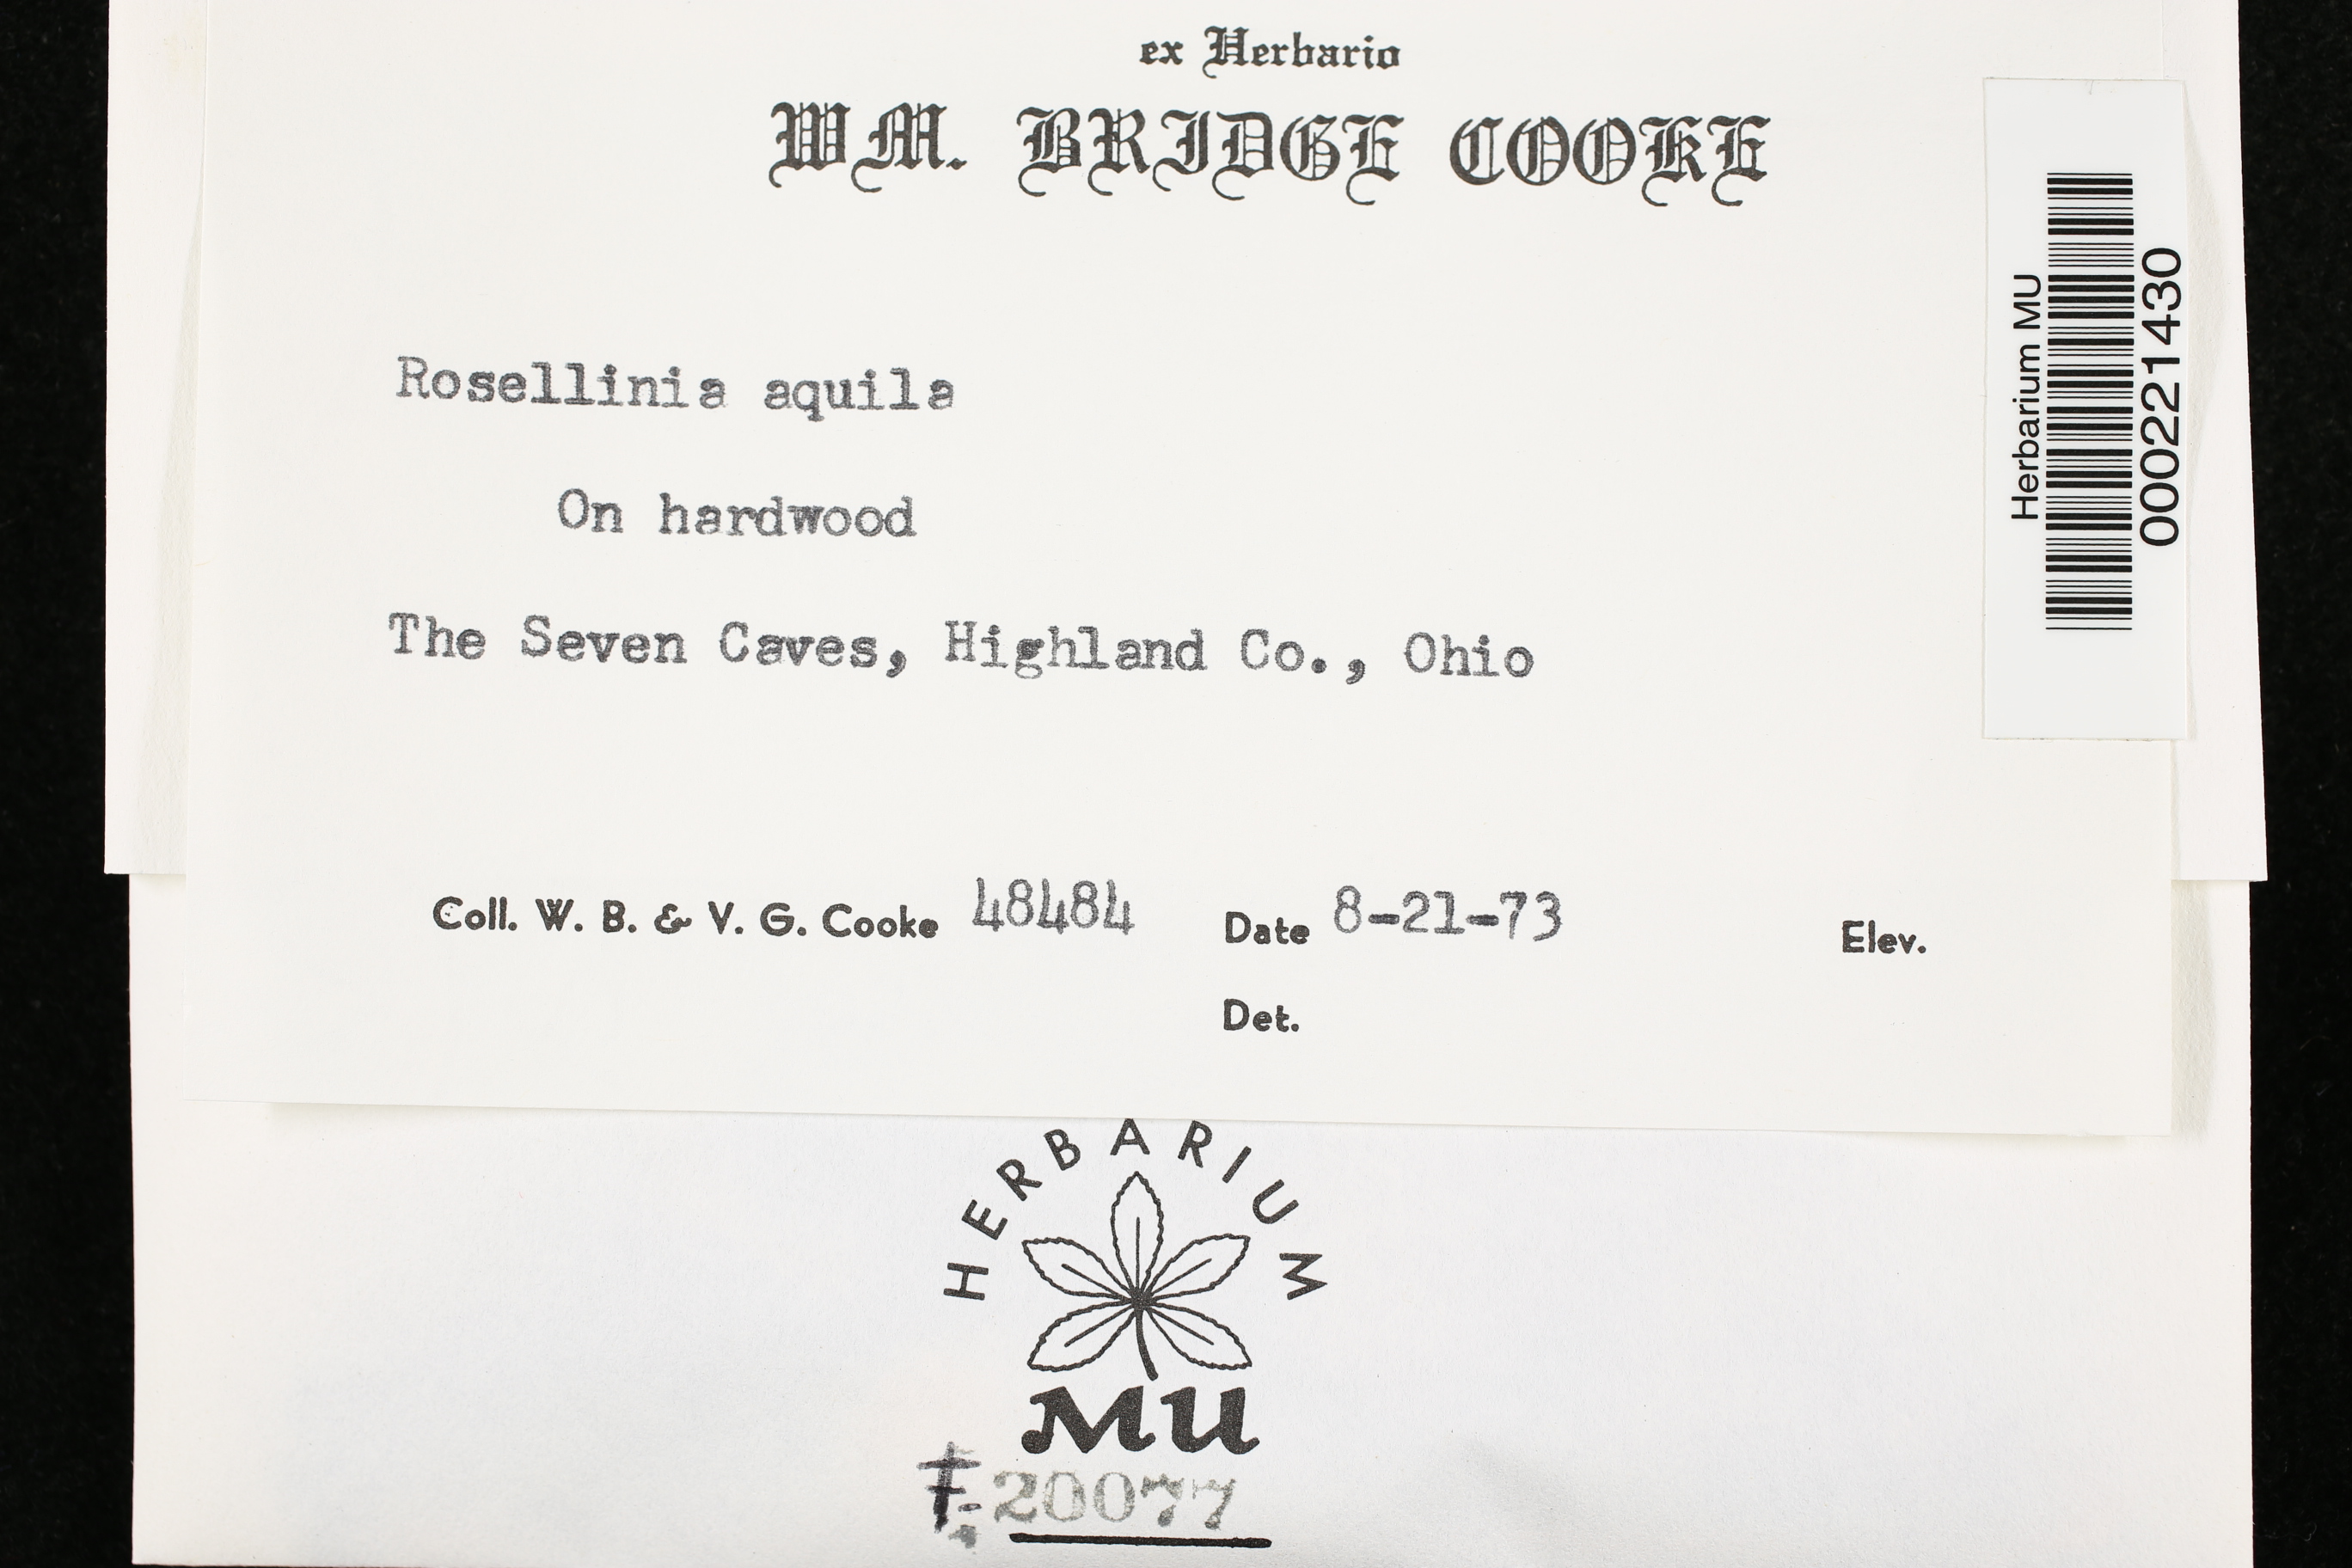 ex Herbario
WM. BRIDGE COOKE
Rosellinia aquila
On hardwood
The Seven Caves, Highland Co., Ohio
Coll. W. B. & V. G. Cooke 48484 Date 8-21-73 Elev.
Det.
Herbarium MU
000221430
HERBARIUM
MU
F-20077